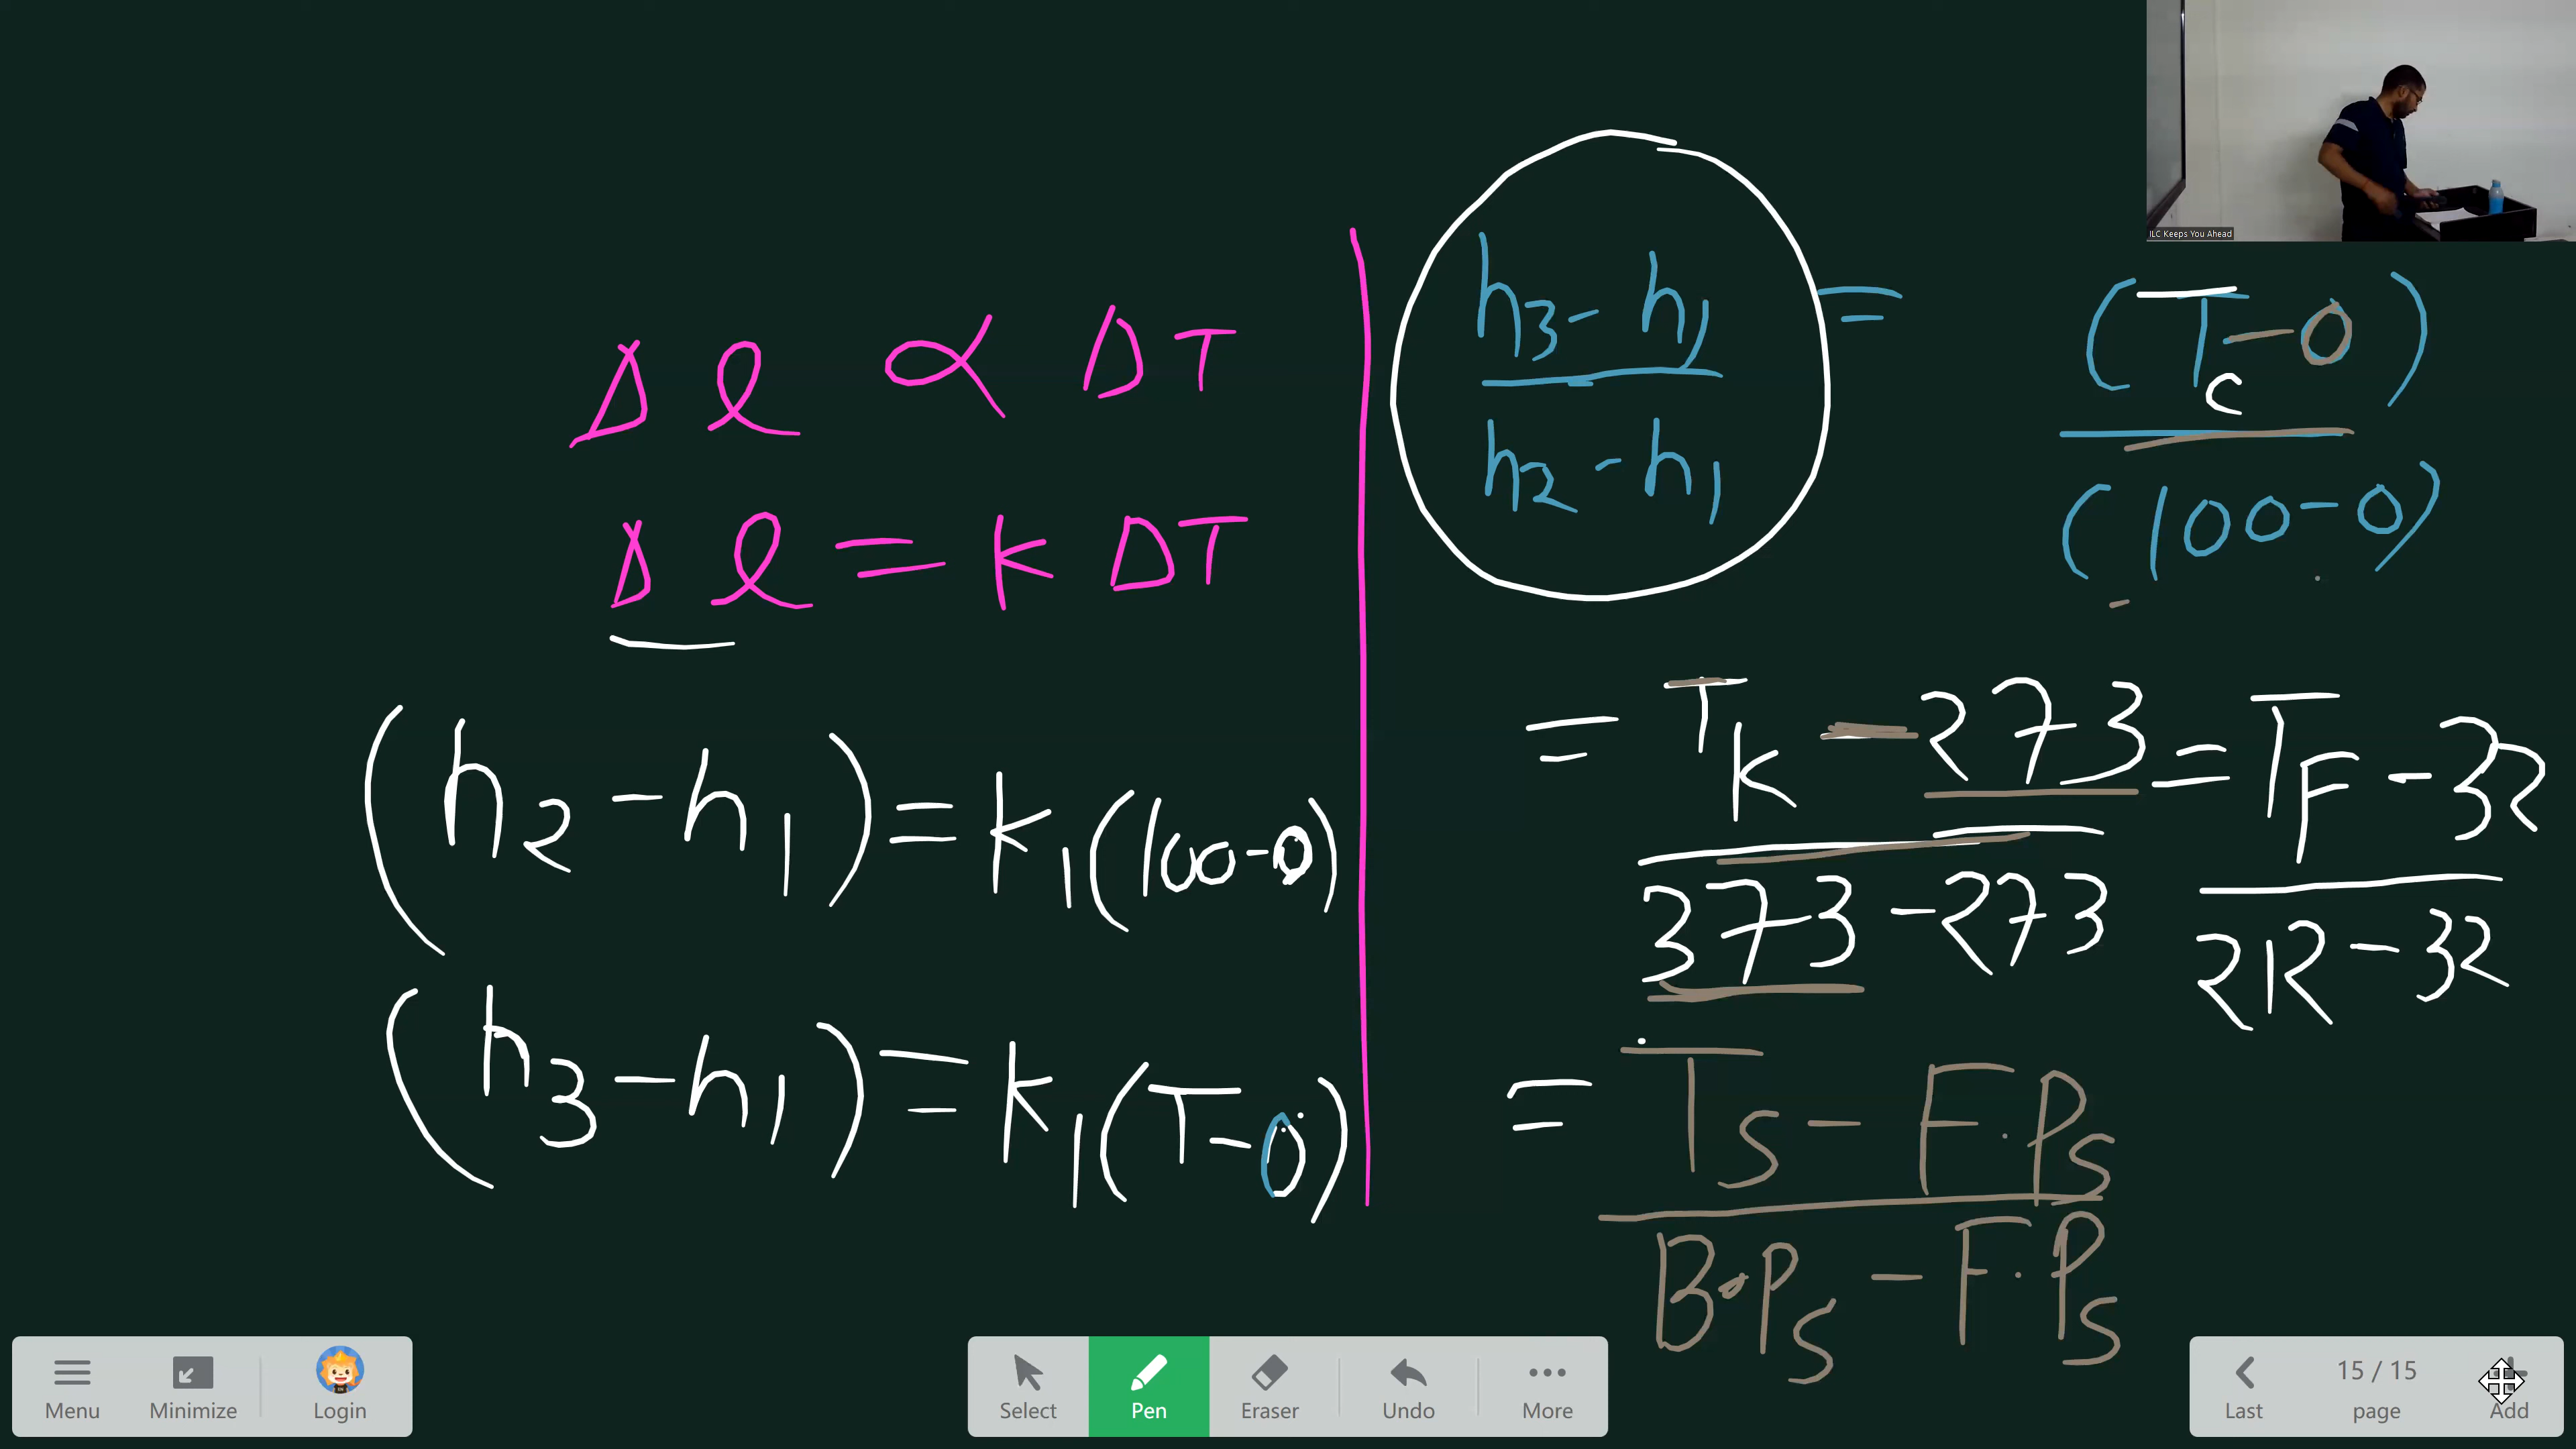 Δl ∝ ΔT
Δl = k ΔT
(h2 - h1) = k1(100-0)
(h3 - h1) = k1(T-0)
h3 - h1
h2 - h1
=
(Tc - 0)
(100-0)
= TK - 273
373 - 273
= TF - 32
212 - 32
= Ts - F.Ps
B.Ps - F.Ps
ILC Keeps You Ahead
Menu
Minimize
Login
Select
Pen
Eraser
Undo
More
Last
15 / 15
page
Add